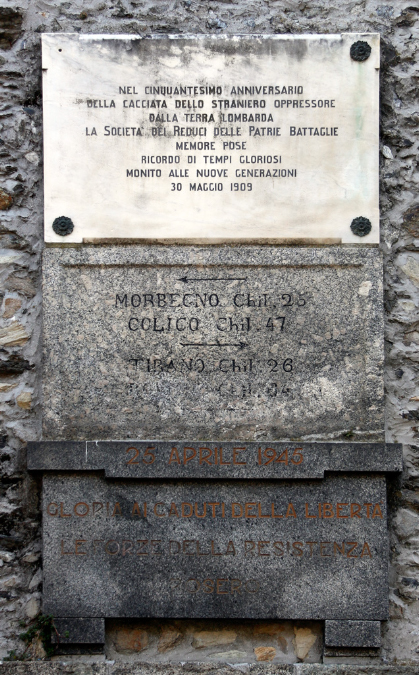 NEL CINQUANTESIMO ANNIVERSARIO
DELLA CACCIATA DELLO STRANIERO OPPRESSORE
DALLA TERRA LOMBARDA
LA SOCIETÀ DEI REDUCI DELLE PATRIE BATTAGLIE
MEMORE POSE
RICORDO DI TEMPI GLORIOSI
MONITO ALLE NUOVE GENERAZIONI
30 MAGGIO 1909
MORBEGNO Chil. 25
COLICO Chil. 47
TIRANO Chil. 26
Chil.
25 APRILE 1945
GLORIA AI CADUTI DELLA LIBERTA
LE FORZE DELLA RESISTENZA